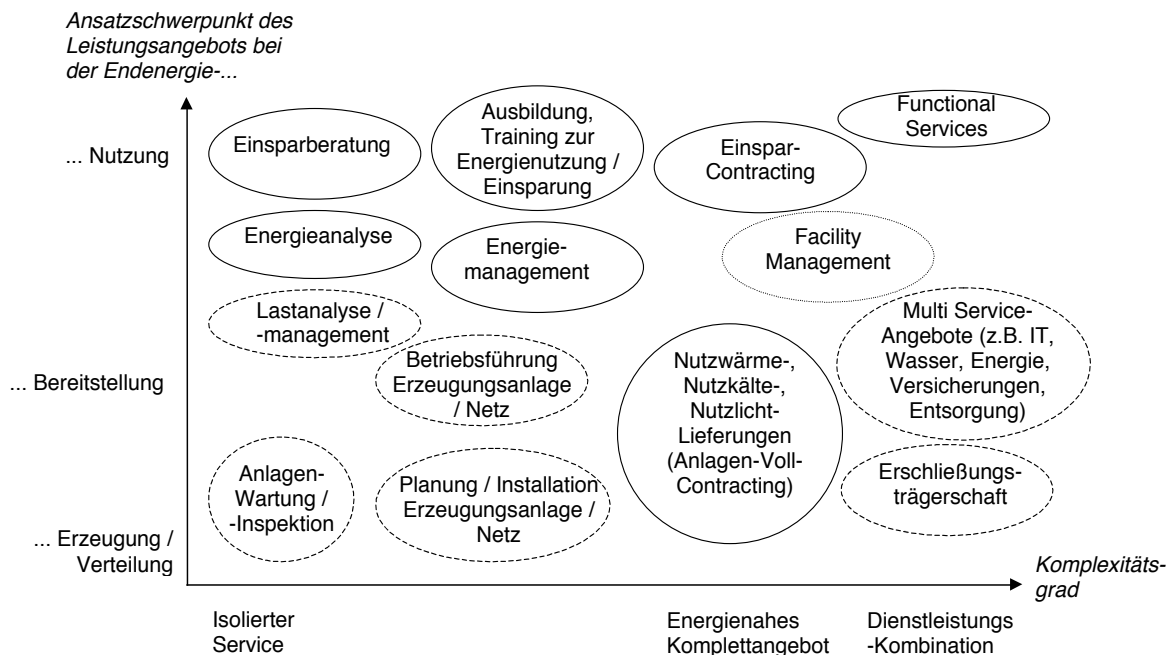 Ansatzschwerpunkt des
Leistungsangebots bei
der Endenergie-...
... Nutzung
Einsparberatung
Ausbildung,
Training zur
Energienutzung /
Einsparung
Einspar-
Contracting
Functional
Services
Energieanalyse
Energie-
management
Facility
Management
Lastanalyse /
-management
... Bereitstellung
Betriebsführung
Erzeugungsanlage
/ Netz
Nutzwärme-,
Nutzkälte-,
Nutzlicht-
Lieferungen
(Anlagen-Voll-
Contracting)
Multi Service-
Angebote (z.B. IT,
Wasser, Energie,
Versicherungen,
Entsorgung)
Anlagen-
Wartung /
-Inspektion
Planung / Installation
Erzeugungsanlage /
Netz
Erschließungs-
trägerschaft
... Erzeugung /
Verteilung
Komplexitäts-
grad
Isolierter
Service
Energienahes
Komplettangebot
Dienstleistungs
-Kombination